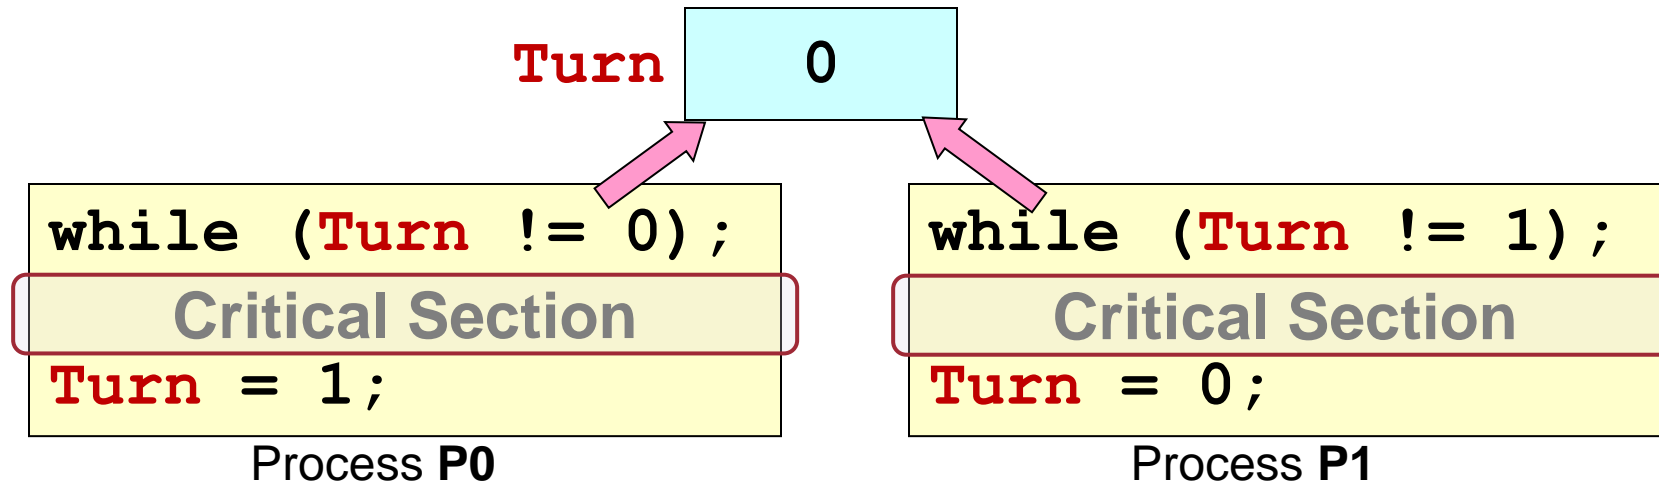 Turn 0
while (Turn != 0);
Critical Section
Turn = 1;
Process P0
while (Turn != 1);
Critical Section
Turn = 0;
Process P1